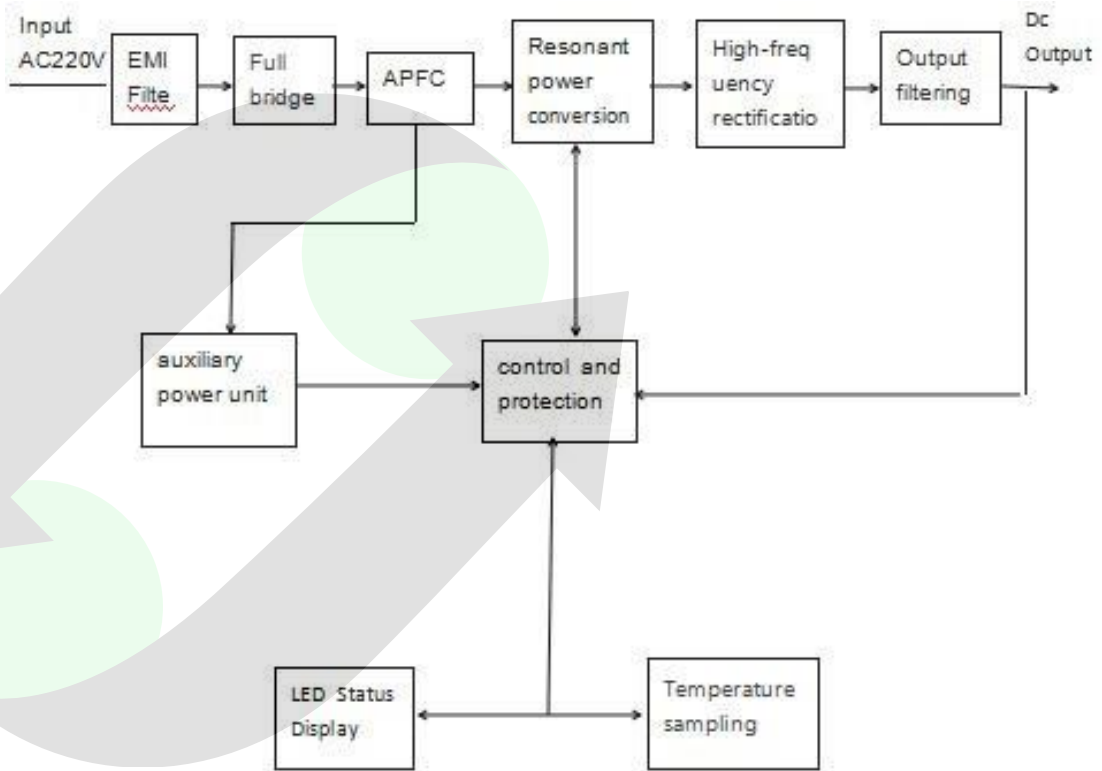 Input
AC220V
EMI
Filte
Full
bridge
APFC
Resonant
power
conversion
High-freq
uency
rectificatio
Output
filtering
Dc
Output
auxiliary
power unit
control and
protection
LED Status
Display
Temperature
sampling